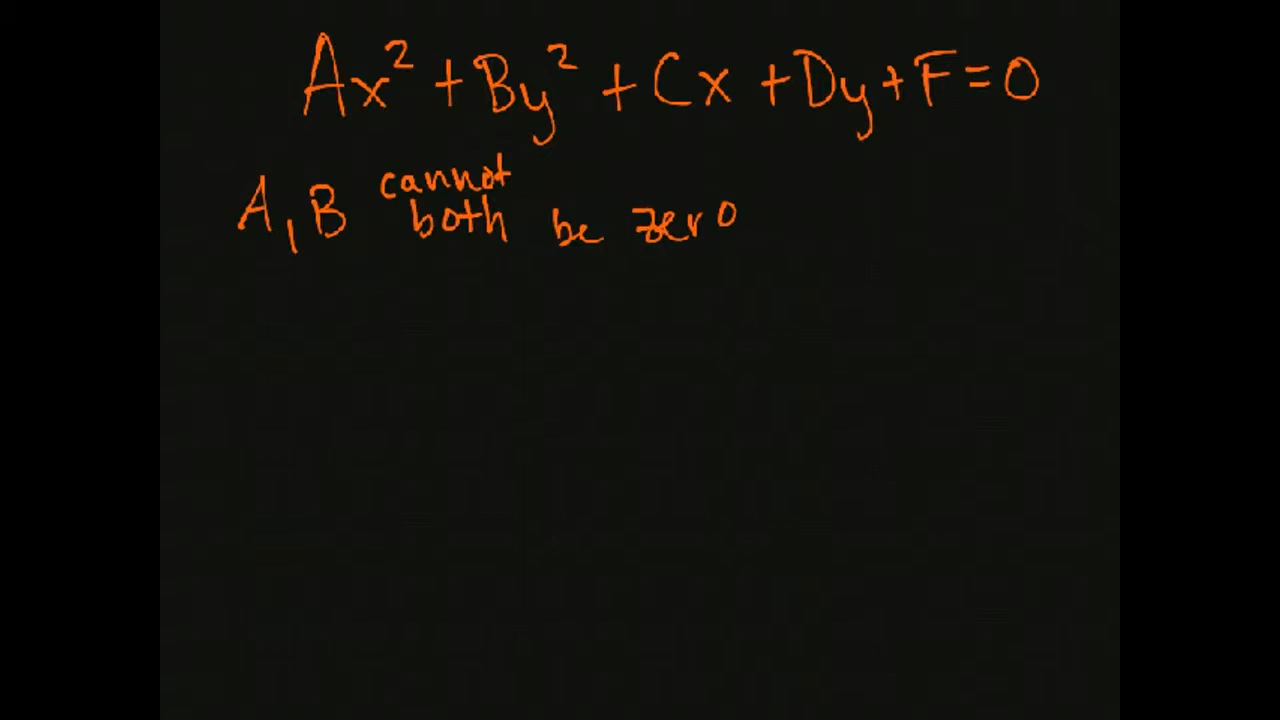 Ax² + By² + Cx + Dy + F = 0
A, B cannot both be zero